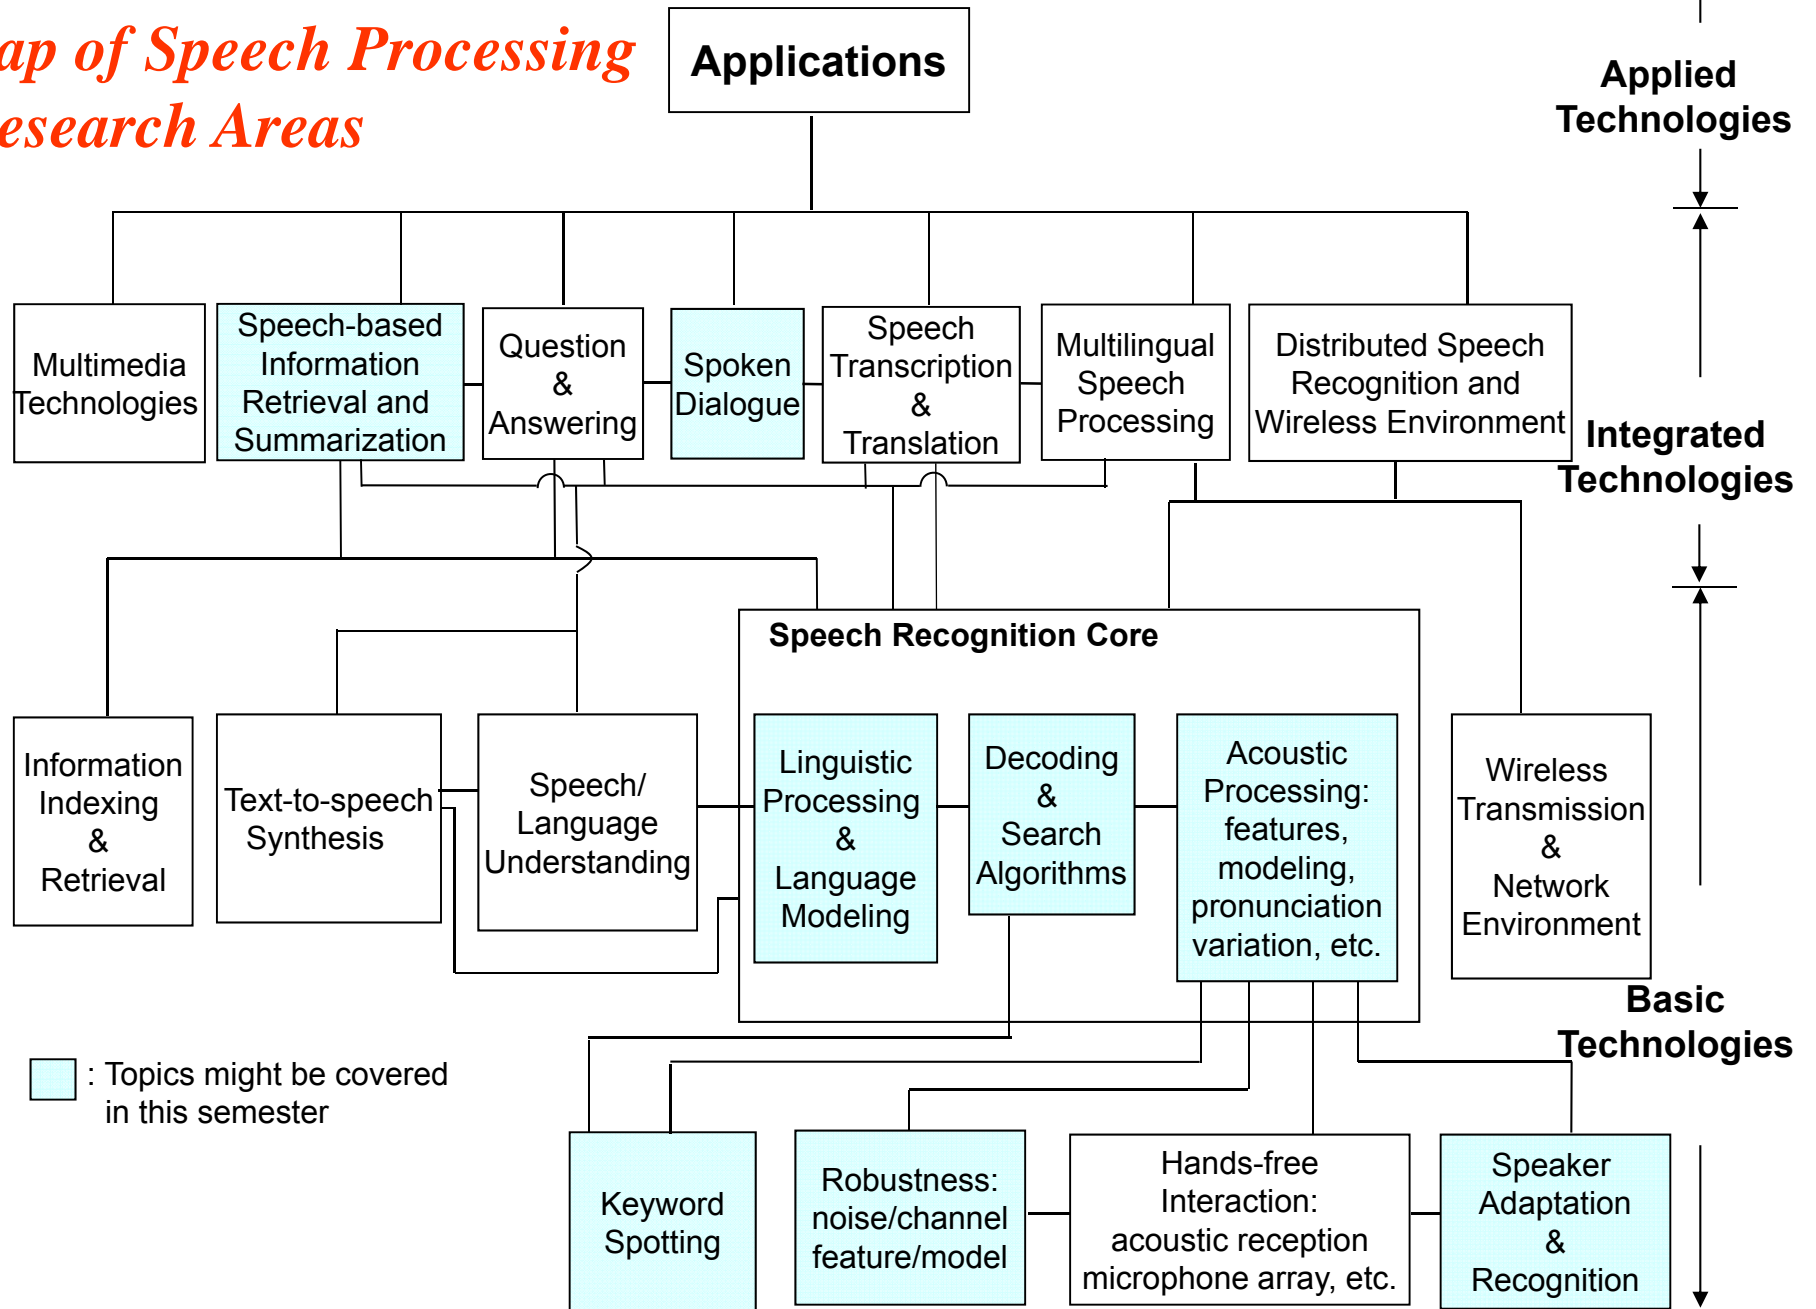 ap of Speech Processing
esearch Areas
Applications
Applied
Technologies
Multimedia
Technologies
Speech-based
Information
Retrieval and
Summarization
Question
&
Answering
Spoken
Dialogue
Speech
Transcription
&
Translation
Multilingual
Speech
Processing
Distributed Speech
Recognition and
Wireless Environment
Integrated
Technologies
Speech Recognition Core
Information
Indexing
&
Retrieval
Text-to-speech
Synthesis
Speech/
Language
Understanding
Linguistic
Processing
&
Language
Modeling
Decoding
&
Search
Algorithms
Acoustic
Processing:
features,
modeling,
pronunciation
variation, etc.
Wireless
Transmission
&
Network
Environment
Basic
Technologies
: Topics might be covered
in this semester
Keyword
Spotting
Robustness:
noise/channel
feature/model
Hands-free
Interaction:
acoustic reception
microphone array, etc.
Speaker
Adaptation
&
Recognition